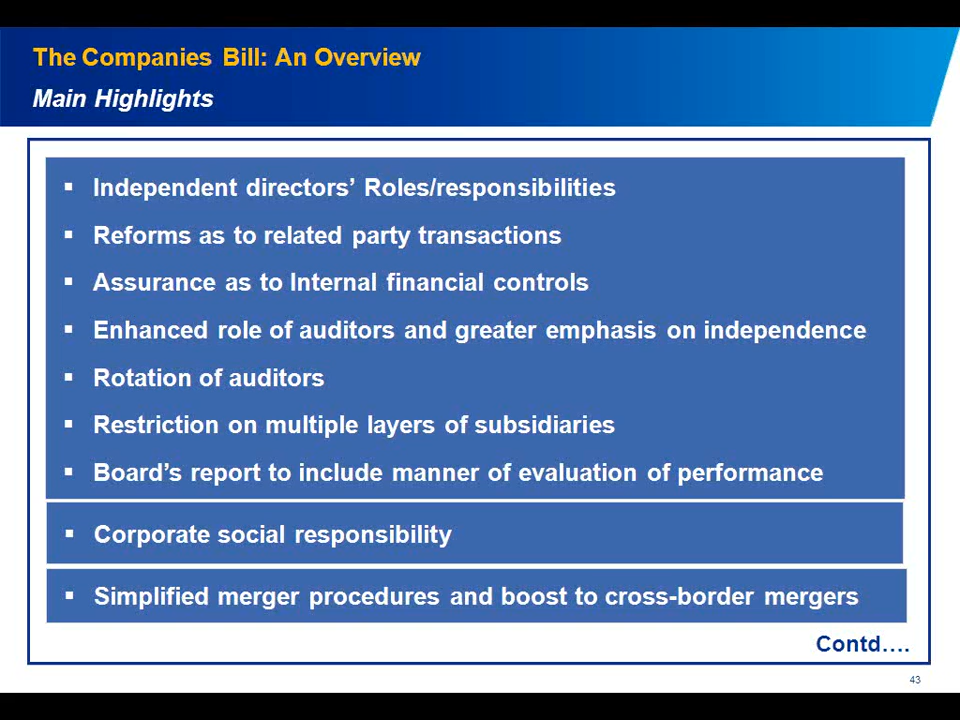 The Companies Bill: An Overview
Main Highlights
▪ Independent directors’ Roles/responsibilities
▪ Reforms as to related party transactions
▪ Assurance as to Internal financial controls
▪ Enhanced role of auditors and greater emphasis on independence
▪ Rotation of auditors
▪ Restriction on multiple layers of subsidiaries
▪ Board’s report to include manner of evaluation of performance
▪ Corporate social responsibility
▪ Simplified merger procedures and boost to cross-border mergers
Contd….
43